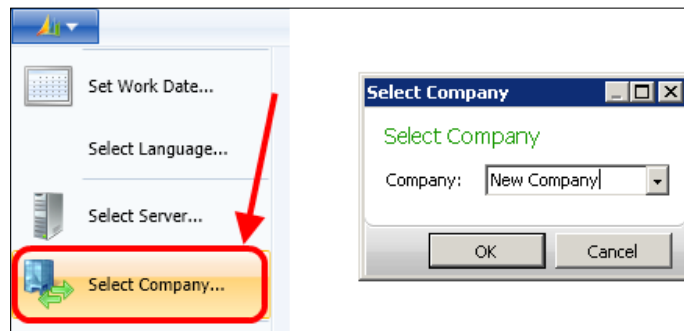 Set Work Date...
Select Language...
Select Server...
Select Company...
Select Company
Select Company
Company: New Company
OK Cancel